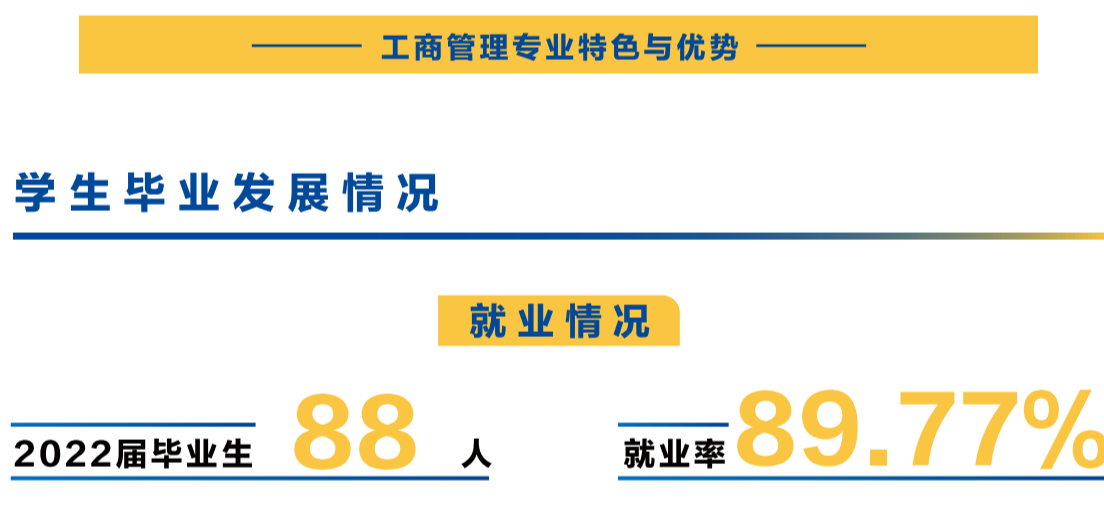 工商管理专业特色与优势
学生毕业发展情况
就业情况
2022届毕业生 88 人
就业率 89.77%